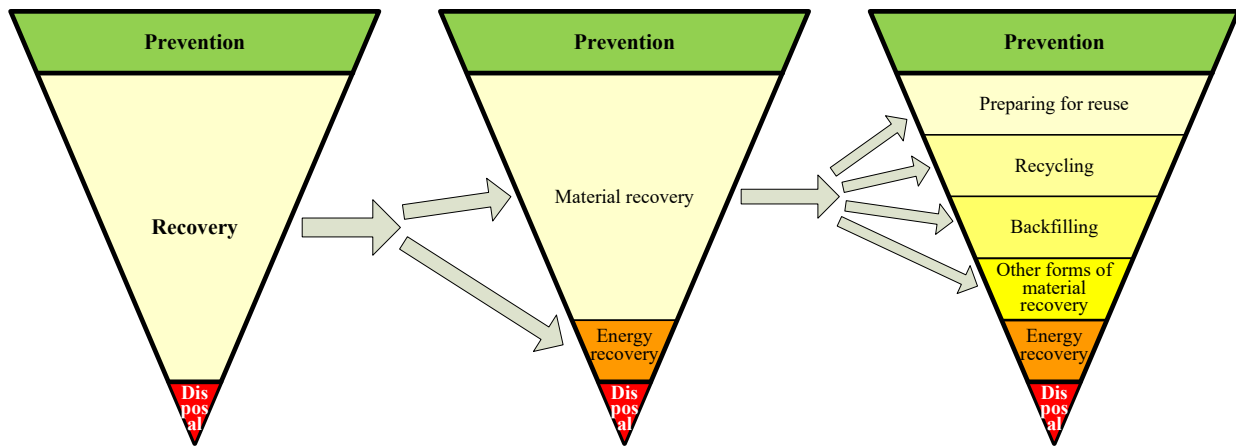 Prevention
Recovery
Dis
pos
al
Prevention
Material recovery
Energy
recovery
Dis
pos
al
Prevention
Preparing for reuse
Recycling
Backfilling
Other forms of
material
recovery
Energy
recovery
Dis
pos
al